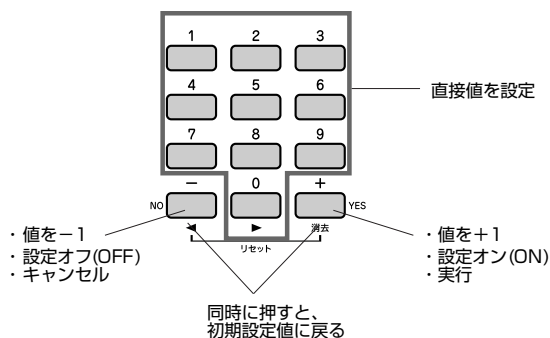 1 2 3
4 5 6
直接値を設定
7 8 9
− 0 +
NO YES
◀ ▶ 消去
リセット
・値を−1
・設定オフ(OFF)
・キャンセル
・値を+1
・設定オン(ON)
・実行
同時に押すと、
初期設定値に戻る